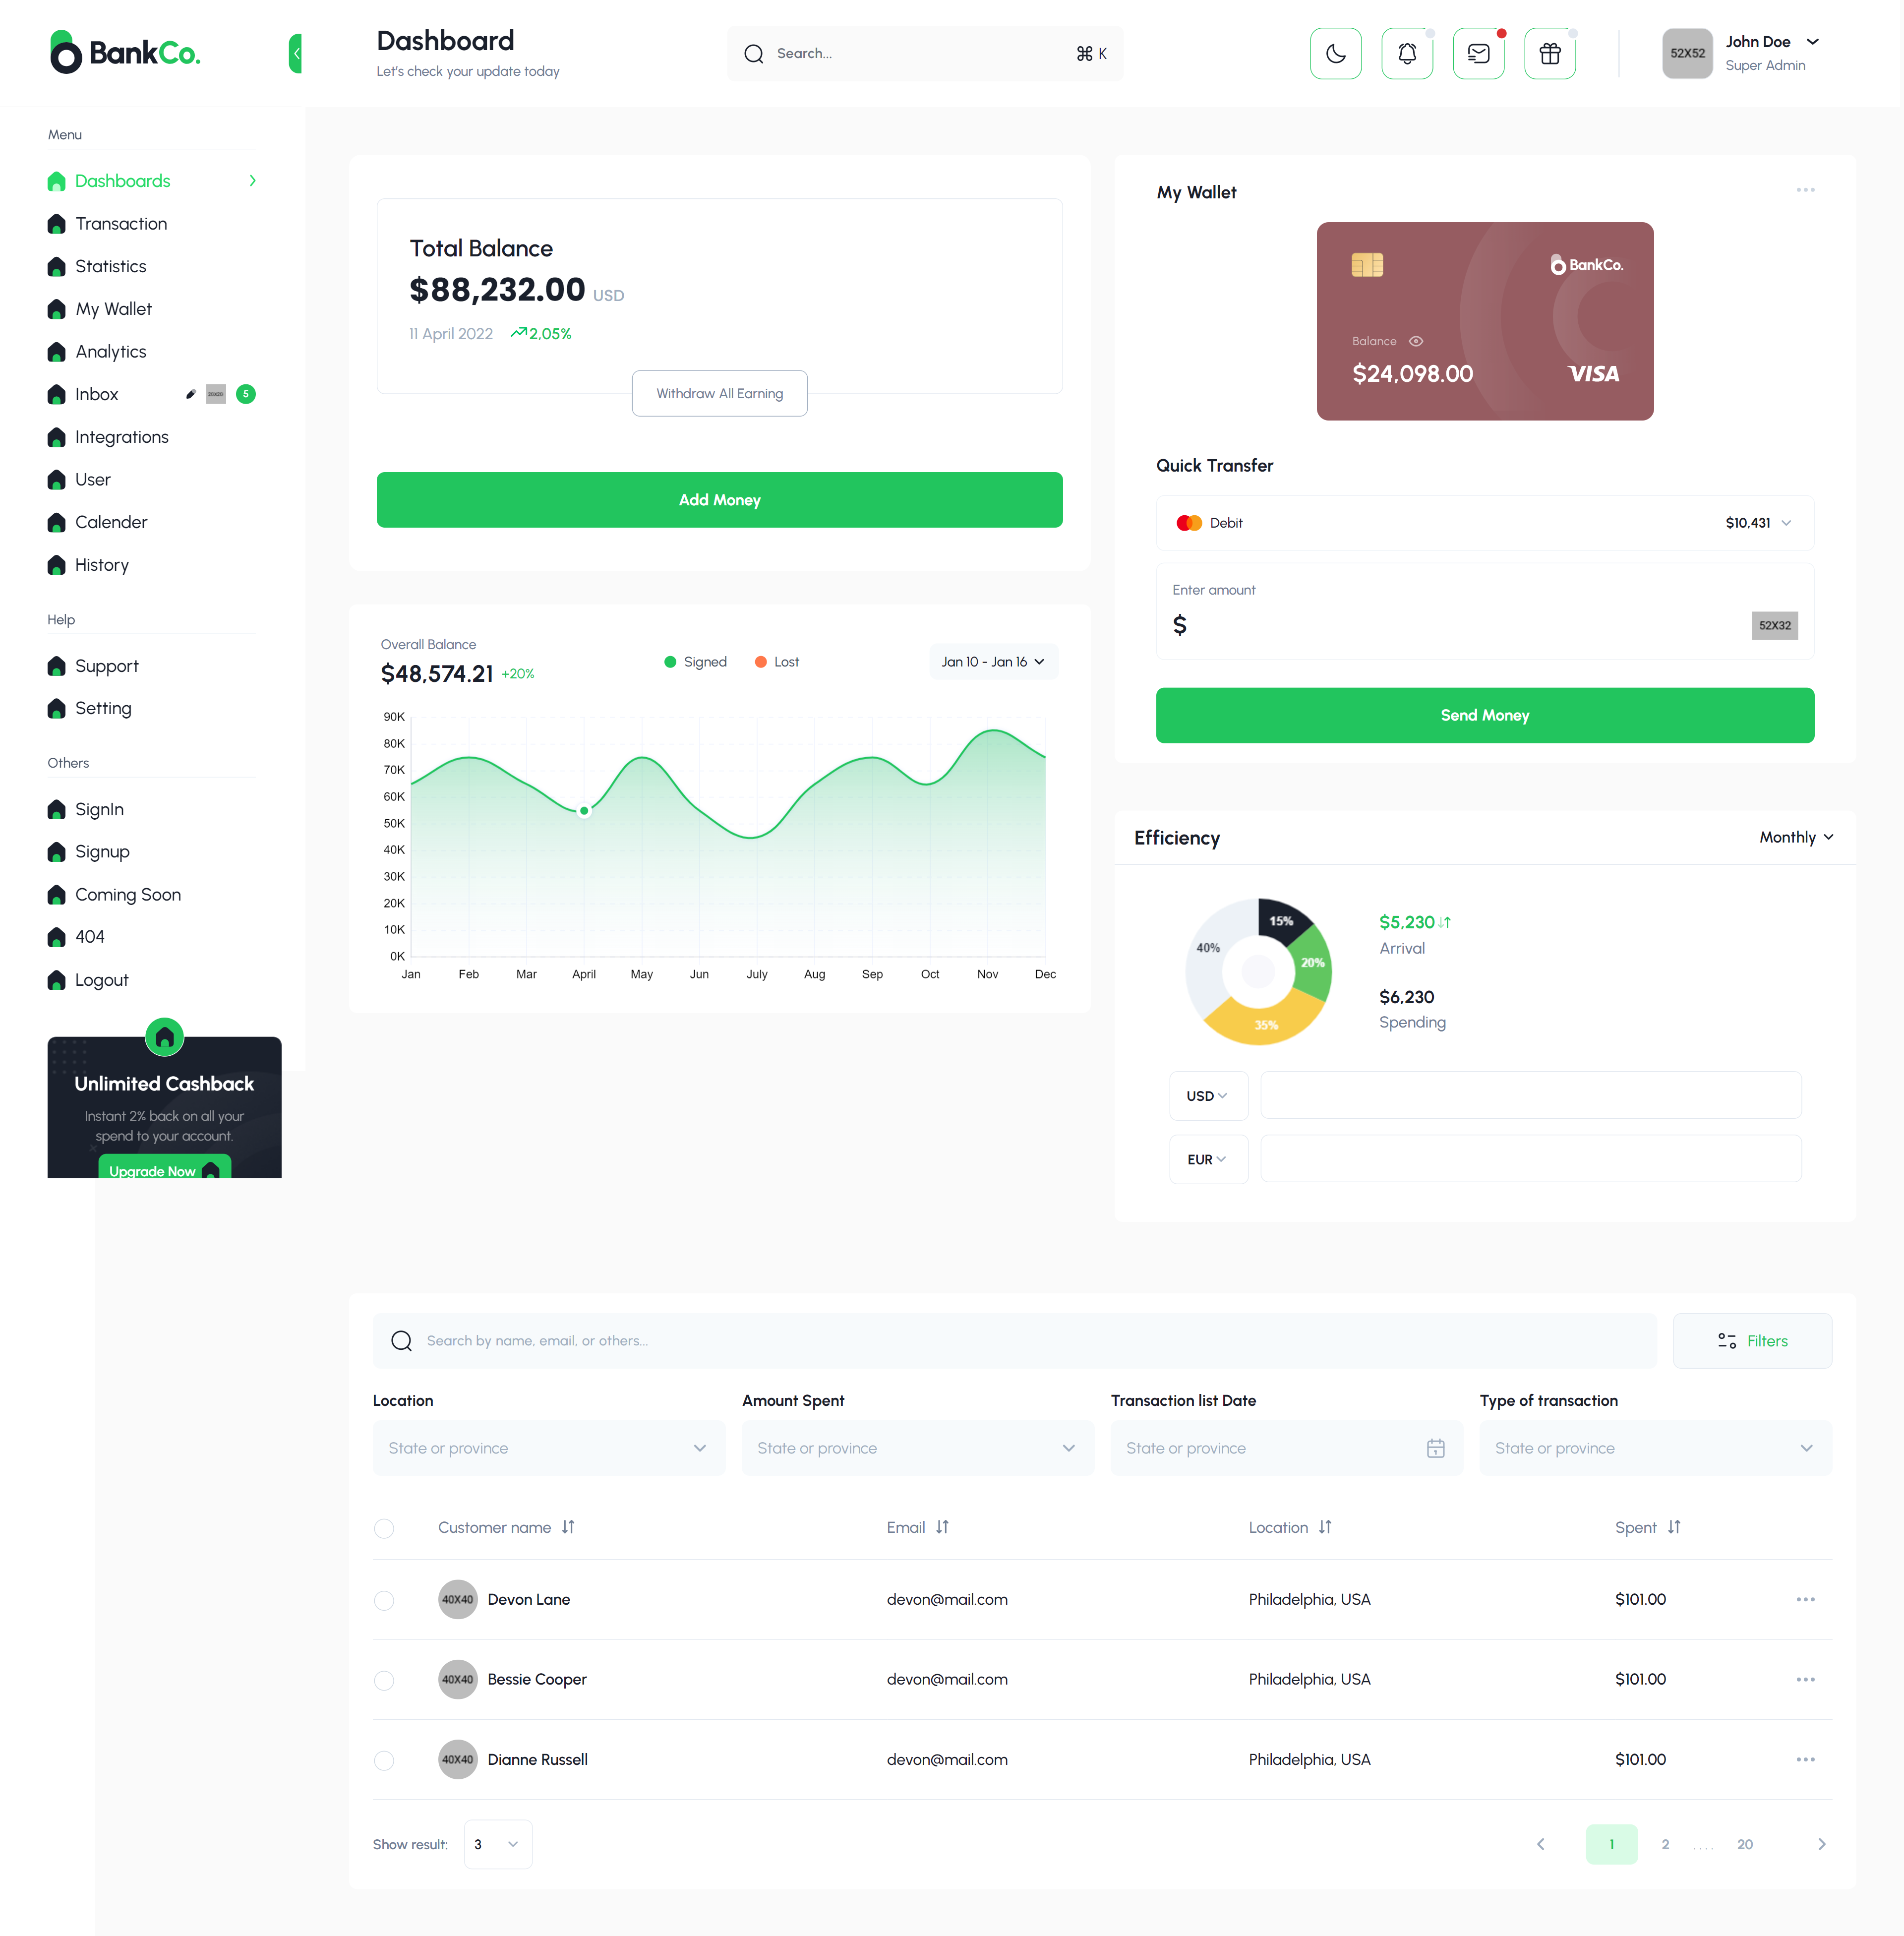 BankCo.
Dashboard
Let's check your update today
Search...
⌘ K
52X52
John Doe
Super Admin
Menu
Dashboards
Transaction
Statistics
My Wallet
Analytics
Inbox
20X20
5
Integrations
User
Calender
History
Help
Support
Setting
Others
SignIn
Signup
Coming Soon
404
Logout
Unlimited Cashback
Instant 2% back on all your
spend to your account.
Upgrade Now
Total Balance
$88,232.00 USD
11 April 2022 2,05%
Withdraw All Earning
Add Money
Overall Balance
$48,574.21 +20%
Signed
Lost
Jan 10 - Jan 16
90K
80K
70K
60K
50K
40K
30K
20K
10K
0K
Jan Feb Mar April May Jun July Aug Sep Oct Nov Dec
My Wallet
BankCo.
Balance
$24,098.00
VISA
Quick Transfer
Debit
$10,431
Enter amount
$
52X32
Send Money
Efficiency
Monthly
15%
40%
20%
35%
$5,230
Arrival
$6,230
Spending
USD
EUR
Search by name, email, or others...
Filters
Location
Amount Spent
Transaction list Date
Type of transaction
State or province
State or province
State or province
State or province
Customer name Email Location Spent
40X40 Devon Lane devon@mail.com Philadelphia, USA $101.00
40X40 Bessie Cooper devon@mail.com Philadelphia, USA $101.00
40X40 Dianne Russell devon@mail.com Philadelphia, USA $101.00
Show result: 3
1 2 .... 20